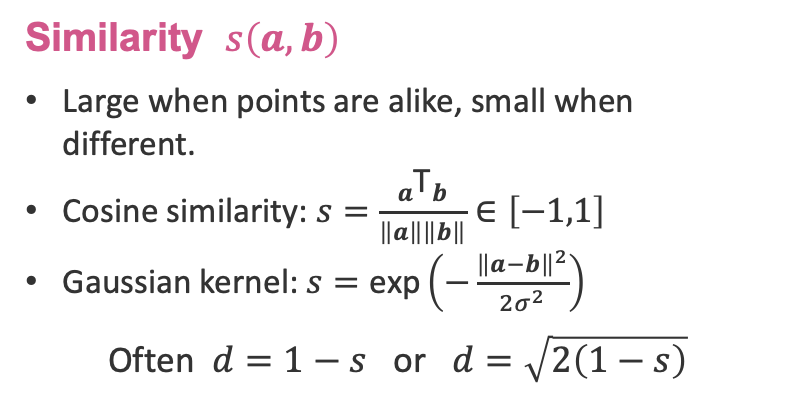 Similarity s(a, b)
• Large when points are alike, small when
different.
• Cosine similarity: s = aᵀb / ‖a‖‖b‖ ∈ [−1,1]
• Gaussian kernel: s = exp(−‖a−b‖² / 2σ²)
Often d = 1 − s or d = √2(1 − s)